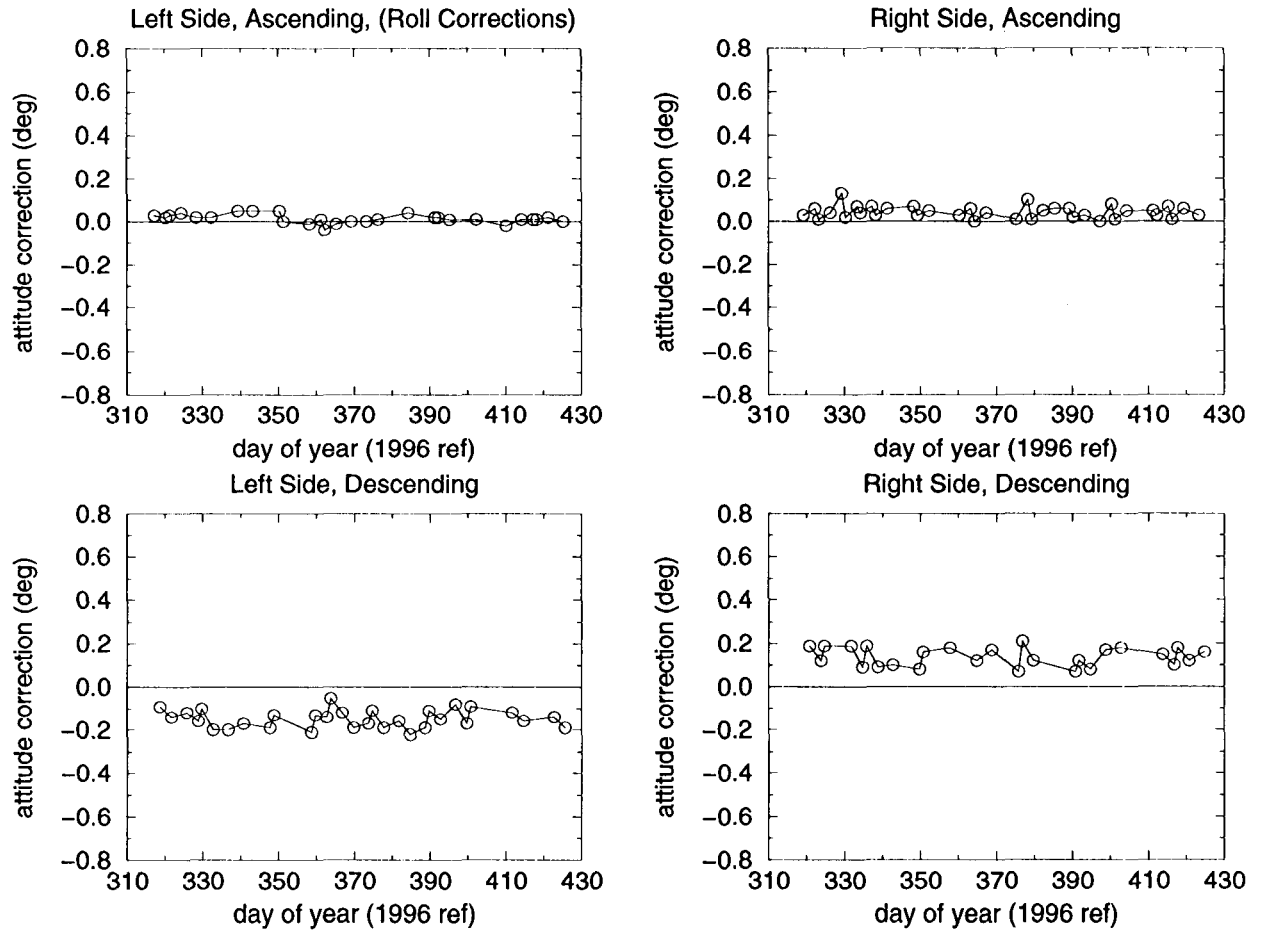 Left Side, Ascending, (Roll Corrections)
0.8
0.6
0.4
0.2
0.0
−0.2
−0.4
−0.6
−0.8
attitude correction (deg)
310 330 350 370 390 410 430
day of year (1996 ref)
Right Side, Ascending
0.8
0.6
0.4
0.2
0.0
−0.2
−0.4
−0.6
−0.8
attitude correction (deg)
310 330 350 370 390 410 430
day of year (1996 ref)
Left Side, Descending
0.8
0.6
0.4
0.2
0.0
−0.2
−0.4
−0.6
−0.8
attitude correction (deg)
310 330 350 370 390 410 430
day of year (1996 ref)
Right Side, Descending
0.8
0.6
0.4
0.2
0.0
−0.2
−0.4
−0.6
−0.8
attitude correction (deg)
310 330 350 370 390 410 430
day of year (1996 ref)